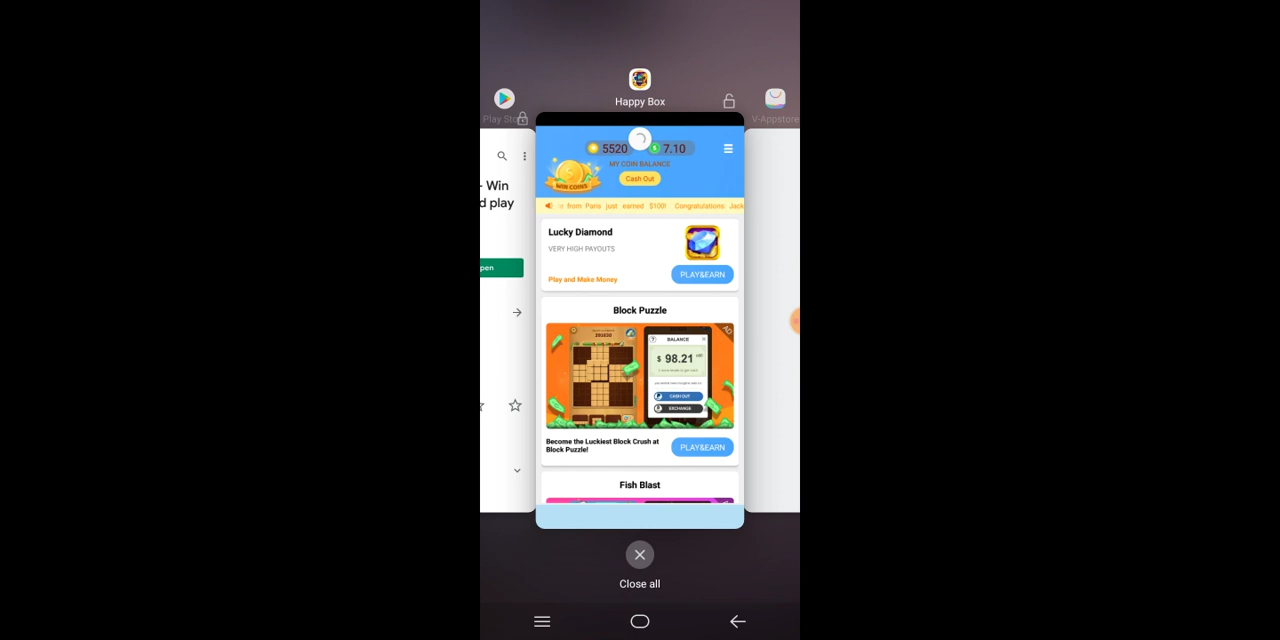 Happy Box
Play Sto
V-Appstore
5520
7.10
MY COIN BALANCE
Cash Out
WIN COINS
from Paris just earned $100! Congratulations: Jack
- Win
d play
pen
Lucky Diamond
VERY HIGH PAYOUTS
Play and Make Money
PLAY&EARN
Block Puzzle
AD
BALANCE
$ 98.21
CASH OUT
EXCHANGE
Become the Luckiest Block Crush at
Block Puzzle!
PLAY&EARN
Fish Blast
Close all